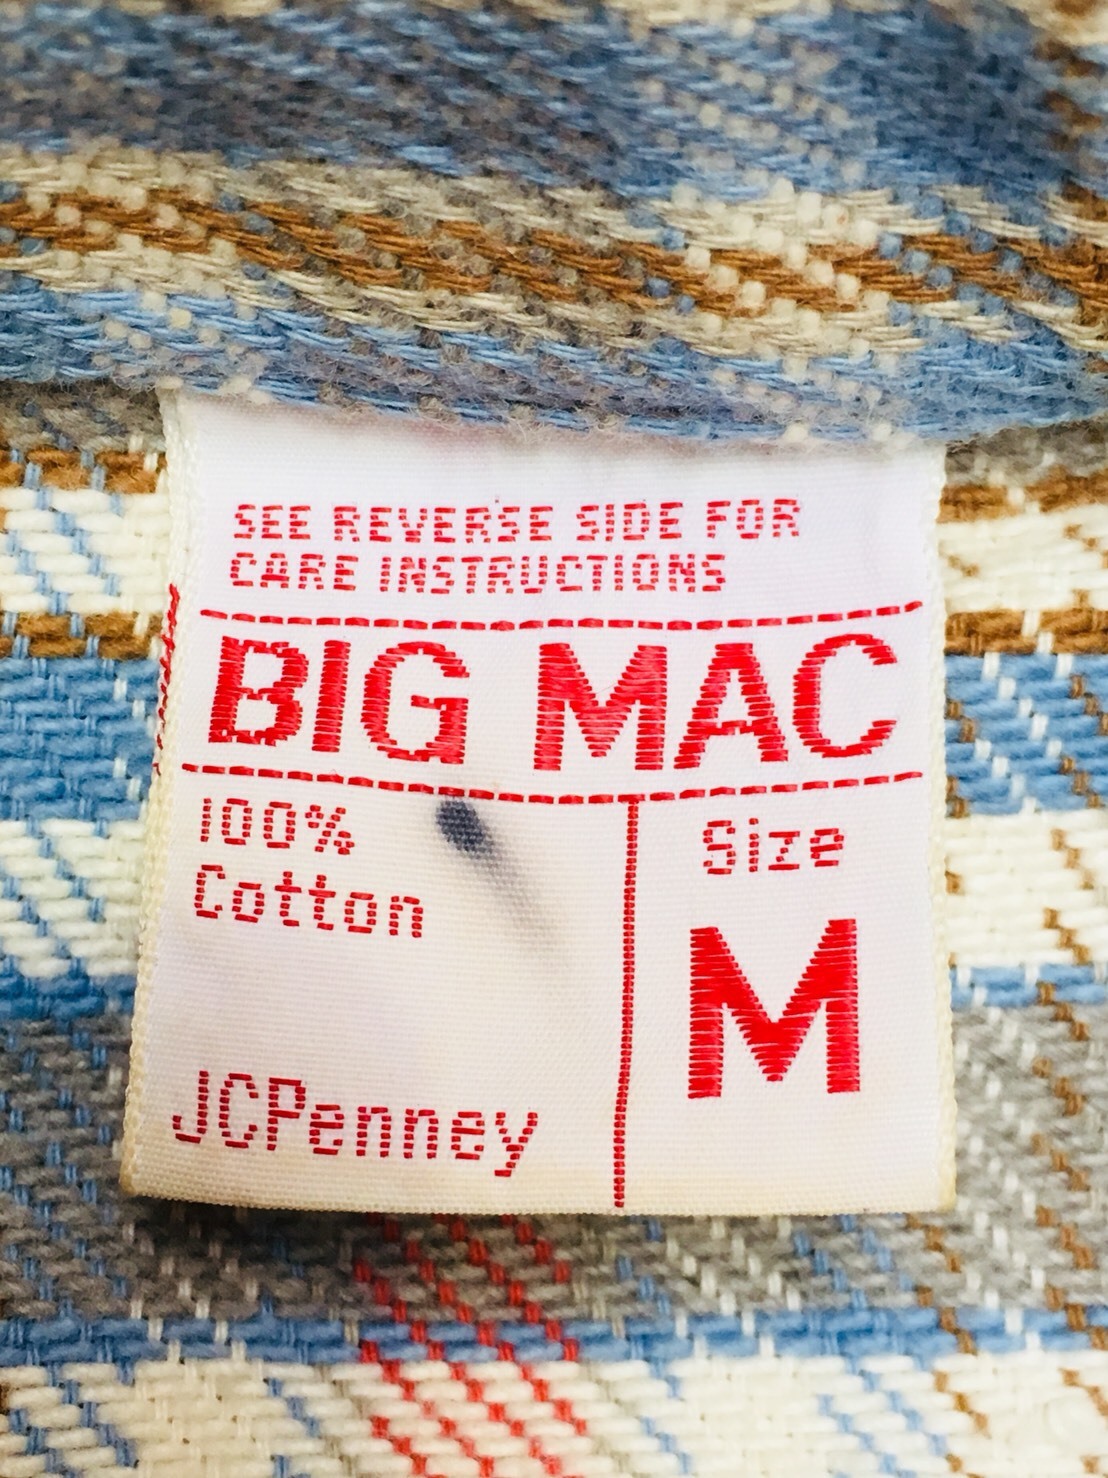 SEE REVERSE SIDE FOR
CARE INSTRUCTIONS
BIG MAC
100%
Cotton
JCPenney
Size
M